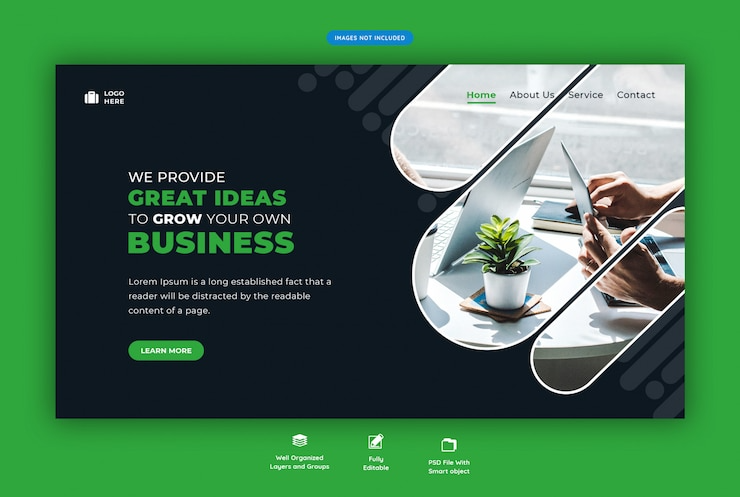 IMAGES NOT INCLUDED
LOGO
HERE
Home About Us Service Contact
WE PROVIDE
GREAT IDEAS
TO GROW YOUR OWN
BUSINESS
Lorem Ipsum is a long established fact that a
reader will be distracted by the readable
content of a page.
LEARN MORE
Well Organized
Layers and Groups
Fully
Editable
PSD File With
Smart object